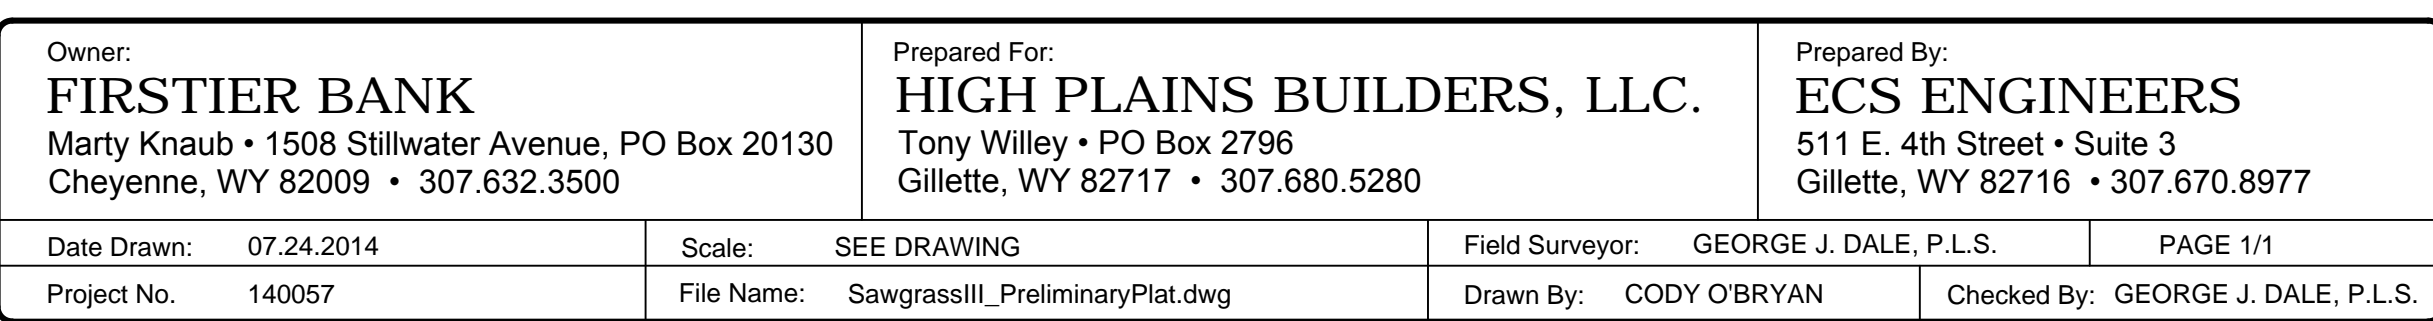 Owner:
FIRSTIER BANK
Marty Knaub • 1508 Stillwater Avenue, PO Box 20130
Cheyenne, WY 82009 • 307.632.3500
Prepared For:
HIGH PLAINS BUILDERS, LLC.
Tony Willey • PO Box 2796
Gillette, WY 82717 • 307.680.5280
Prepared By:
ECS ENGINEERS
511 E. 4th Street • Suite 3
Gillette, WY 82716 • 307.670.8977
Date Drawn: 07.24.2014
Scale: SEE DRAWING
Field Surveyor: GEORGE J. DALE, P.L.S.
PAGE 1/1
Project No. 140057
File Name: SawgrassIII_PreliminaryPlat.dwg
Drawn By: CODY O'BRYAN
Checked By: GEORGE J. DALE, P.L.S.